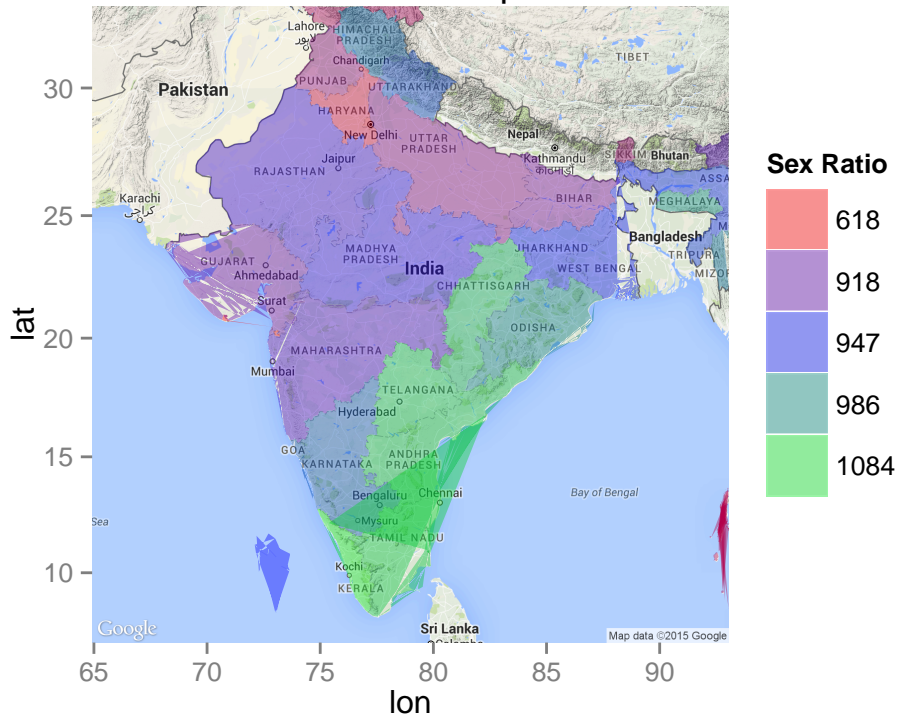 Lahore
لاہور
HIMACHAL
PRADESH
TIBET
Chandigarh
30
Pakistan
PUNJAB
UTTARAKHAND
HARYANA
New Delhi
UTTAR
PRADESH
Nepal
Kathmandu
SIKKIM
Bhutan
Jaipur
RAJASTHAN
ASSA
Karachi
کراچی
BIHAR
MEGHALAYA
25
Bangladesh
M
GUJARAT
Ahmedabad
MADHYA
PRADESH
India
JHARKHAND
WEST BENGAL
TRIPURA
MIZOR
CHHATTISGARH
Surat
ODISHA
20
MAHARASHTRA
Mumbai
TELANGANA
Hyderabad
15
GOA
KARNATAKA
ANDHRA
PRADESH
Bengaluru
Chennai
Bay of Bengal
Mysuru
Sea
TAMIL NADU
10
Kochi
KERALA
Google
Sri Lanka
Colombo
Map data ©2015 Google
65
70
75
80
85
90
lon
lat
Sex Ratio
618
918
947
986
1084